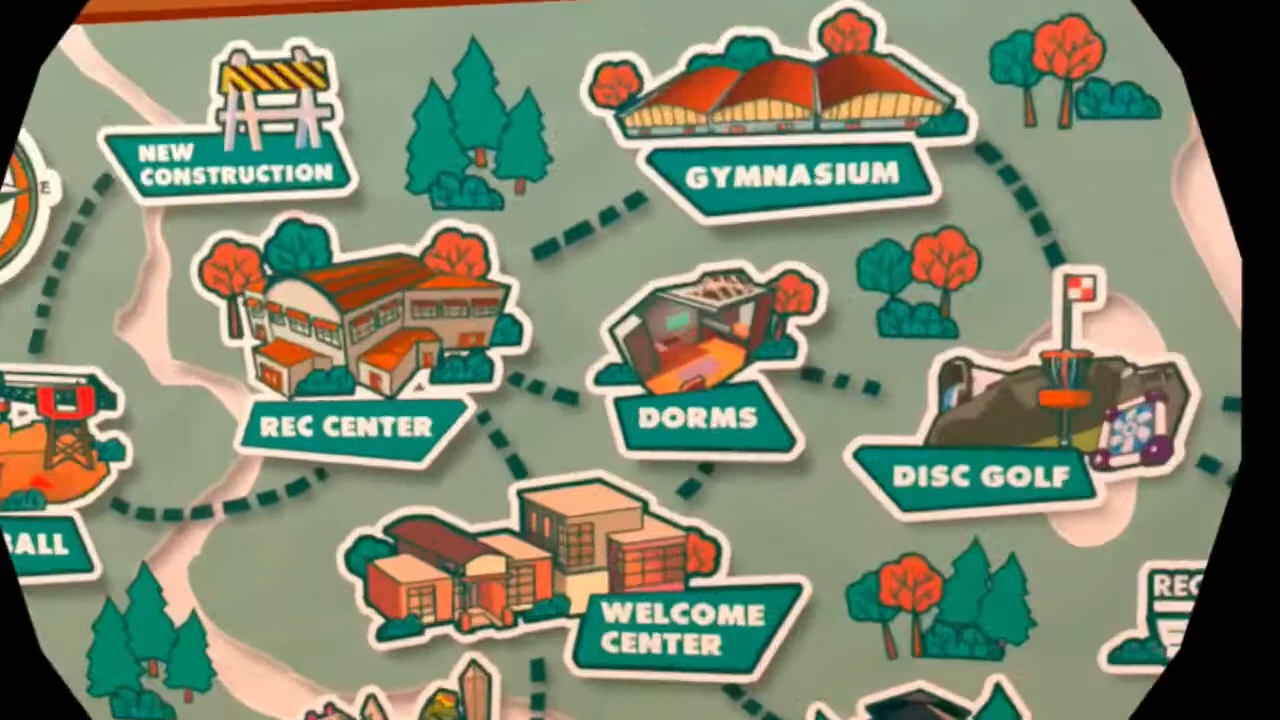 NEW
CONSTRUCTION
GYMNASIUM
E
REC CENTER
DORMS
DISC GOLF
WELCOME
CENTER